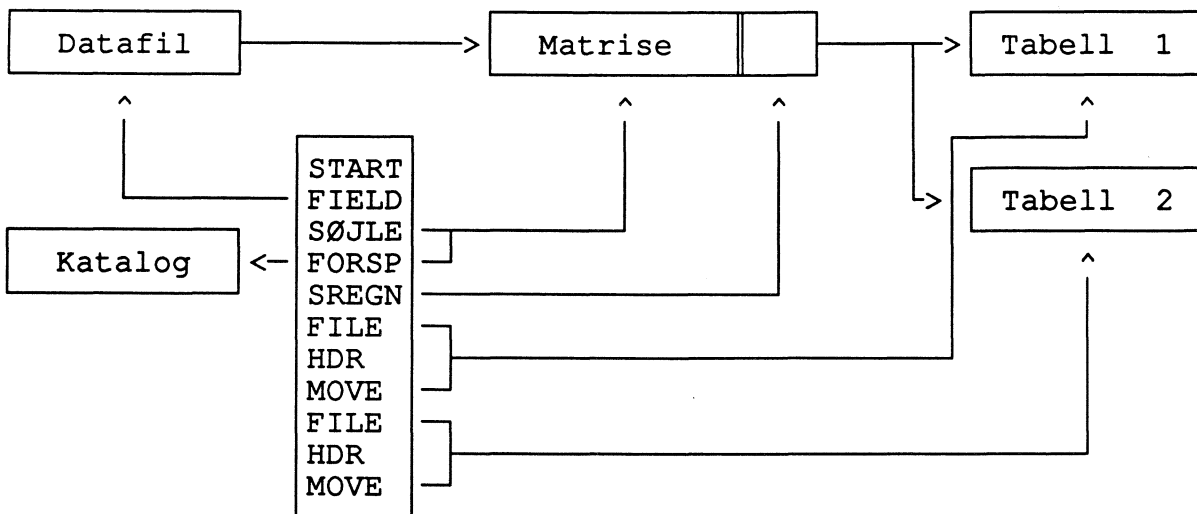 Datafil
Matrise
Tabell 1
START
FIELD
SØJLE
FORSP
SREGN
FILE
HDR
MOVE
FILE
HDR
MOVE
Katalog
Tabell 2